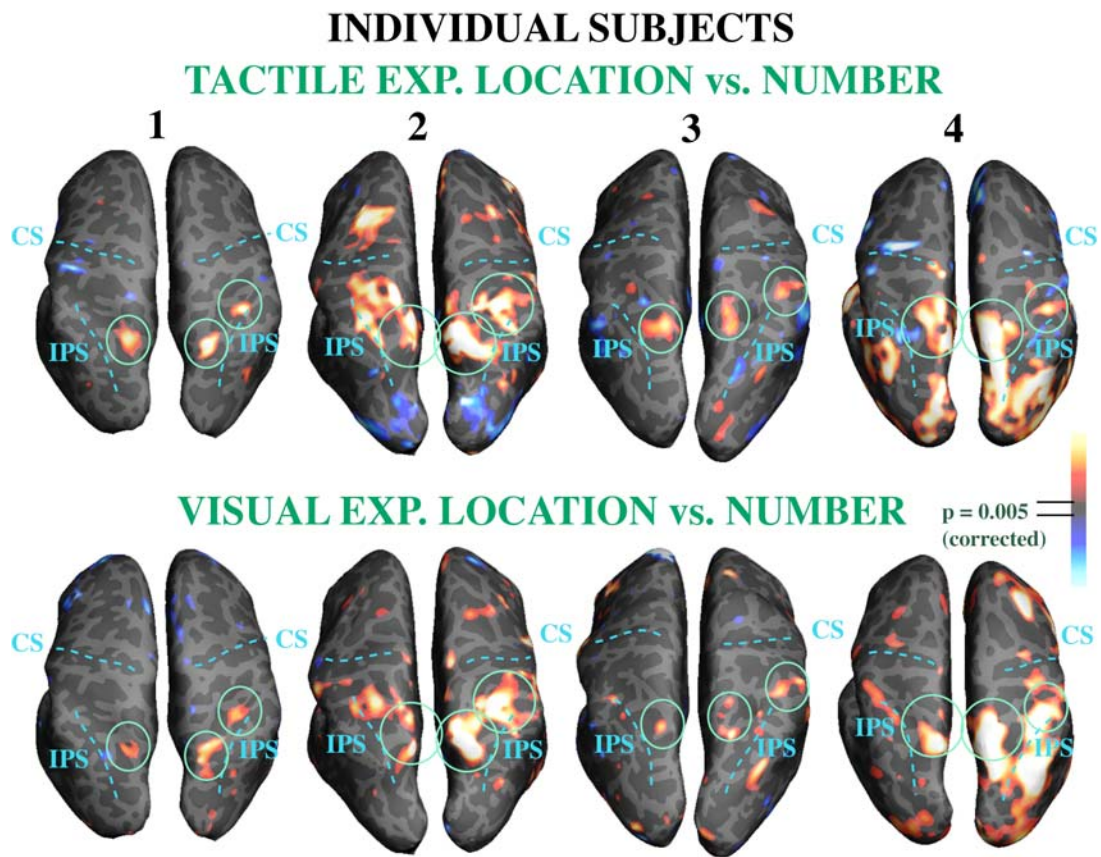 INDIVIDUAL SUBJECTS
TACTILE EXP. LOCATION vs. NUMBER
1 2 3 4
CS CS CS CS
IPS IPS IPS IPS IPS IPS IPS IPS
VISUAL EXP. LOCATION vs. NUMBER
p = 0.005
(corrected)
CS CS CS CS
IPS IPS IPS IPS IPS IPS IPS IPS